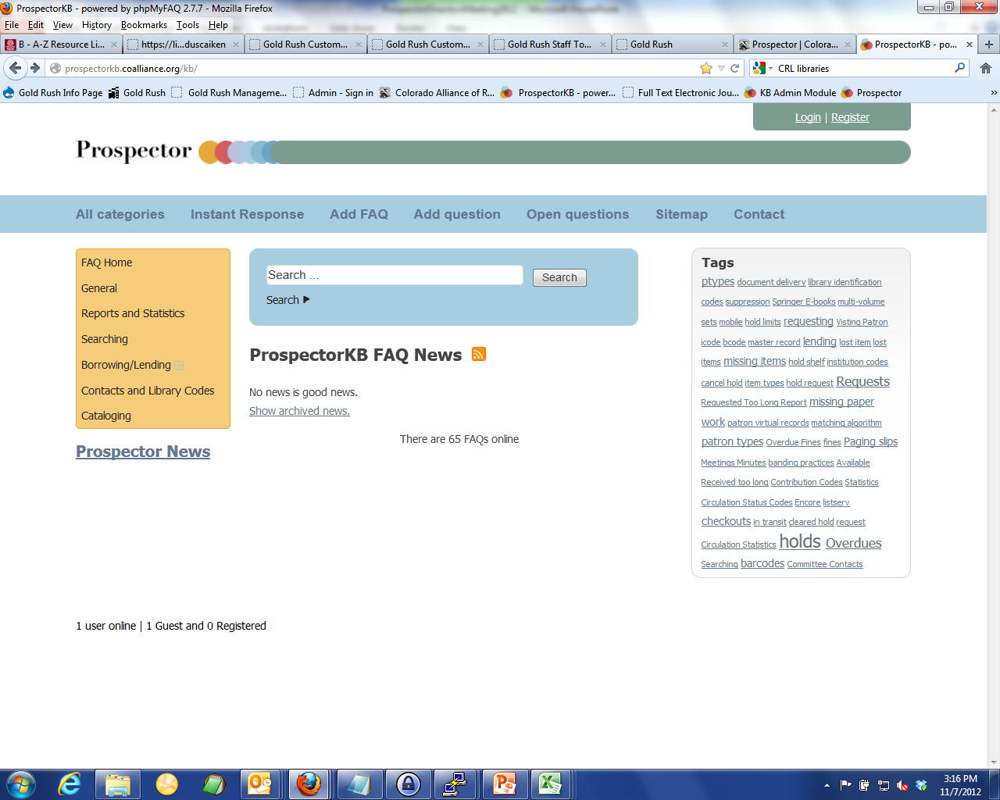 ProspectorKB - powered by phpMyFAQ 2.7.7 - Mozilla Firefox
File Edit View History Bookmarks Tools Help
B - A-Z Resource Li... https://li...duscaiken Gold Rush Custom... Gold Rush Custom... Gold Rush Staff To... Gold Rush Prospector | Colora... ProspectorKB - po...
prospectorkb.coalliance.org/kb/ CRL libraries
Gold Rush Info Page Gold Rush Gold Rush Manageme... Admin - Sign in Colorado Alliance of R... ProspectorKB - power... Full Text Electronic Jou... KB Admin Module Prospector
Login | Register
Prospector
All categories Instant Response Add FAQ Add question Open questions Sitemap Contact
FAQ Home
General
Reports and Statistics
Searching
Borrowing/Lending
Contacts and Library Codes
Cataloging
Prospector News
Search ... Search
Search
ProspectorKB FAQ News
No news is good news.
Show archived news.
There are 65 FAQs online
Tags
ptypes document delivery library identification
codes suppression Springer E-books multi-volume
sets mobile hold limits requesting Visting Patron
icode bcode master record lending lost item lost
items missing items hold shelf institution codes
cancel hold item types hold request Requests
Requested Too Long Report missing paper
work patron virtual records matching algorithm
patron types Overdue Fines fines Paging slips
Meetings Minutes banding practices Available
Received too long Contribution Codes Statistics
Circulation Status Codes Encore listserv
checkouts in transit cleared hold request
Circulation Statistics holds Overdues
Searching barcodes Committee Contacts
1 user online | 1 Guest and 0 Registered
3:16 PM
11/7/2012